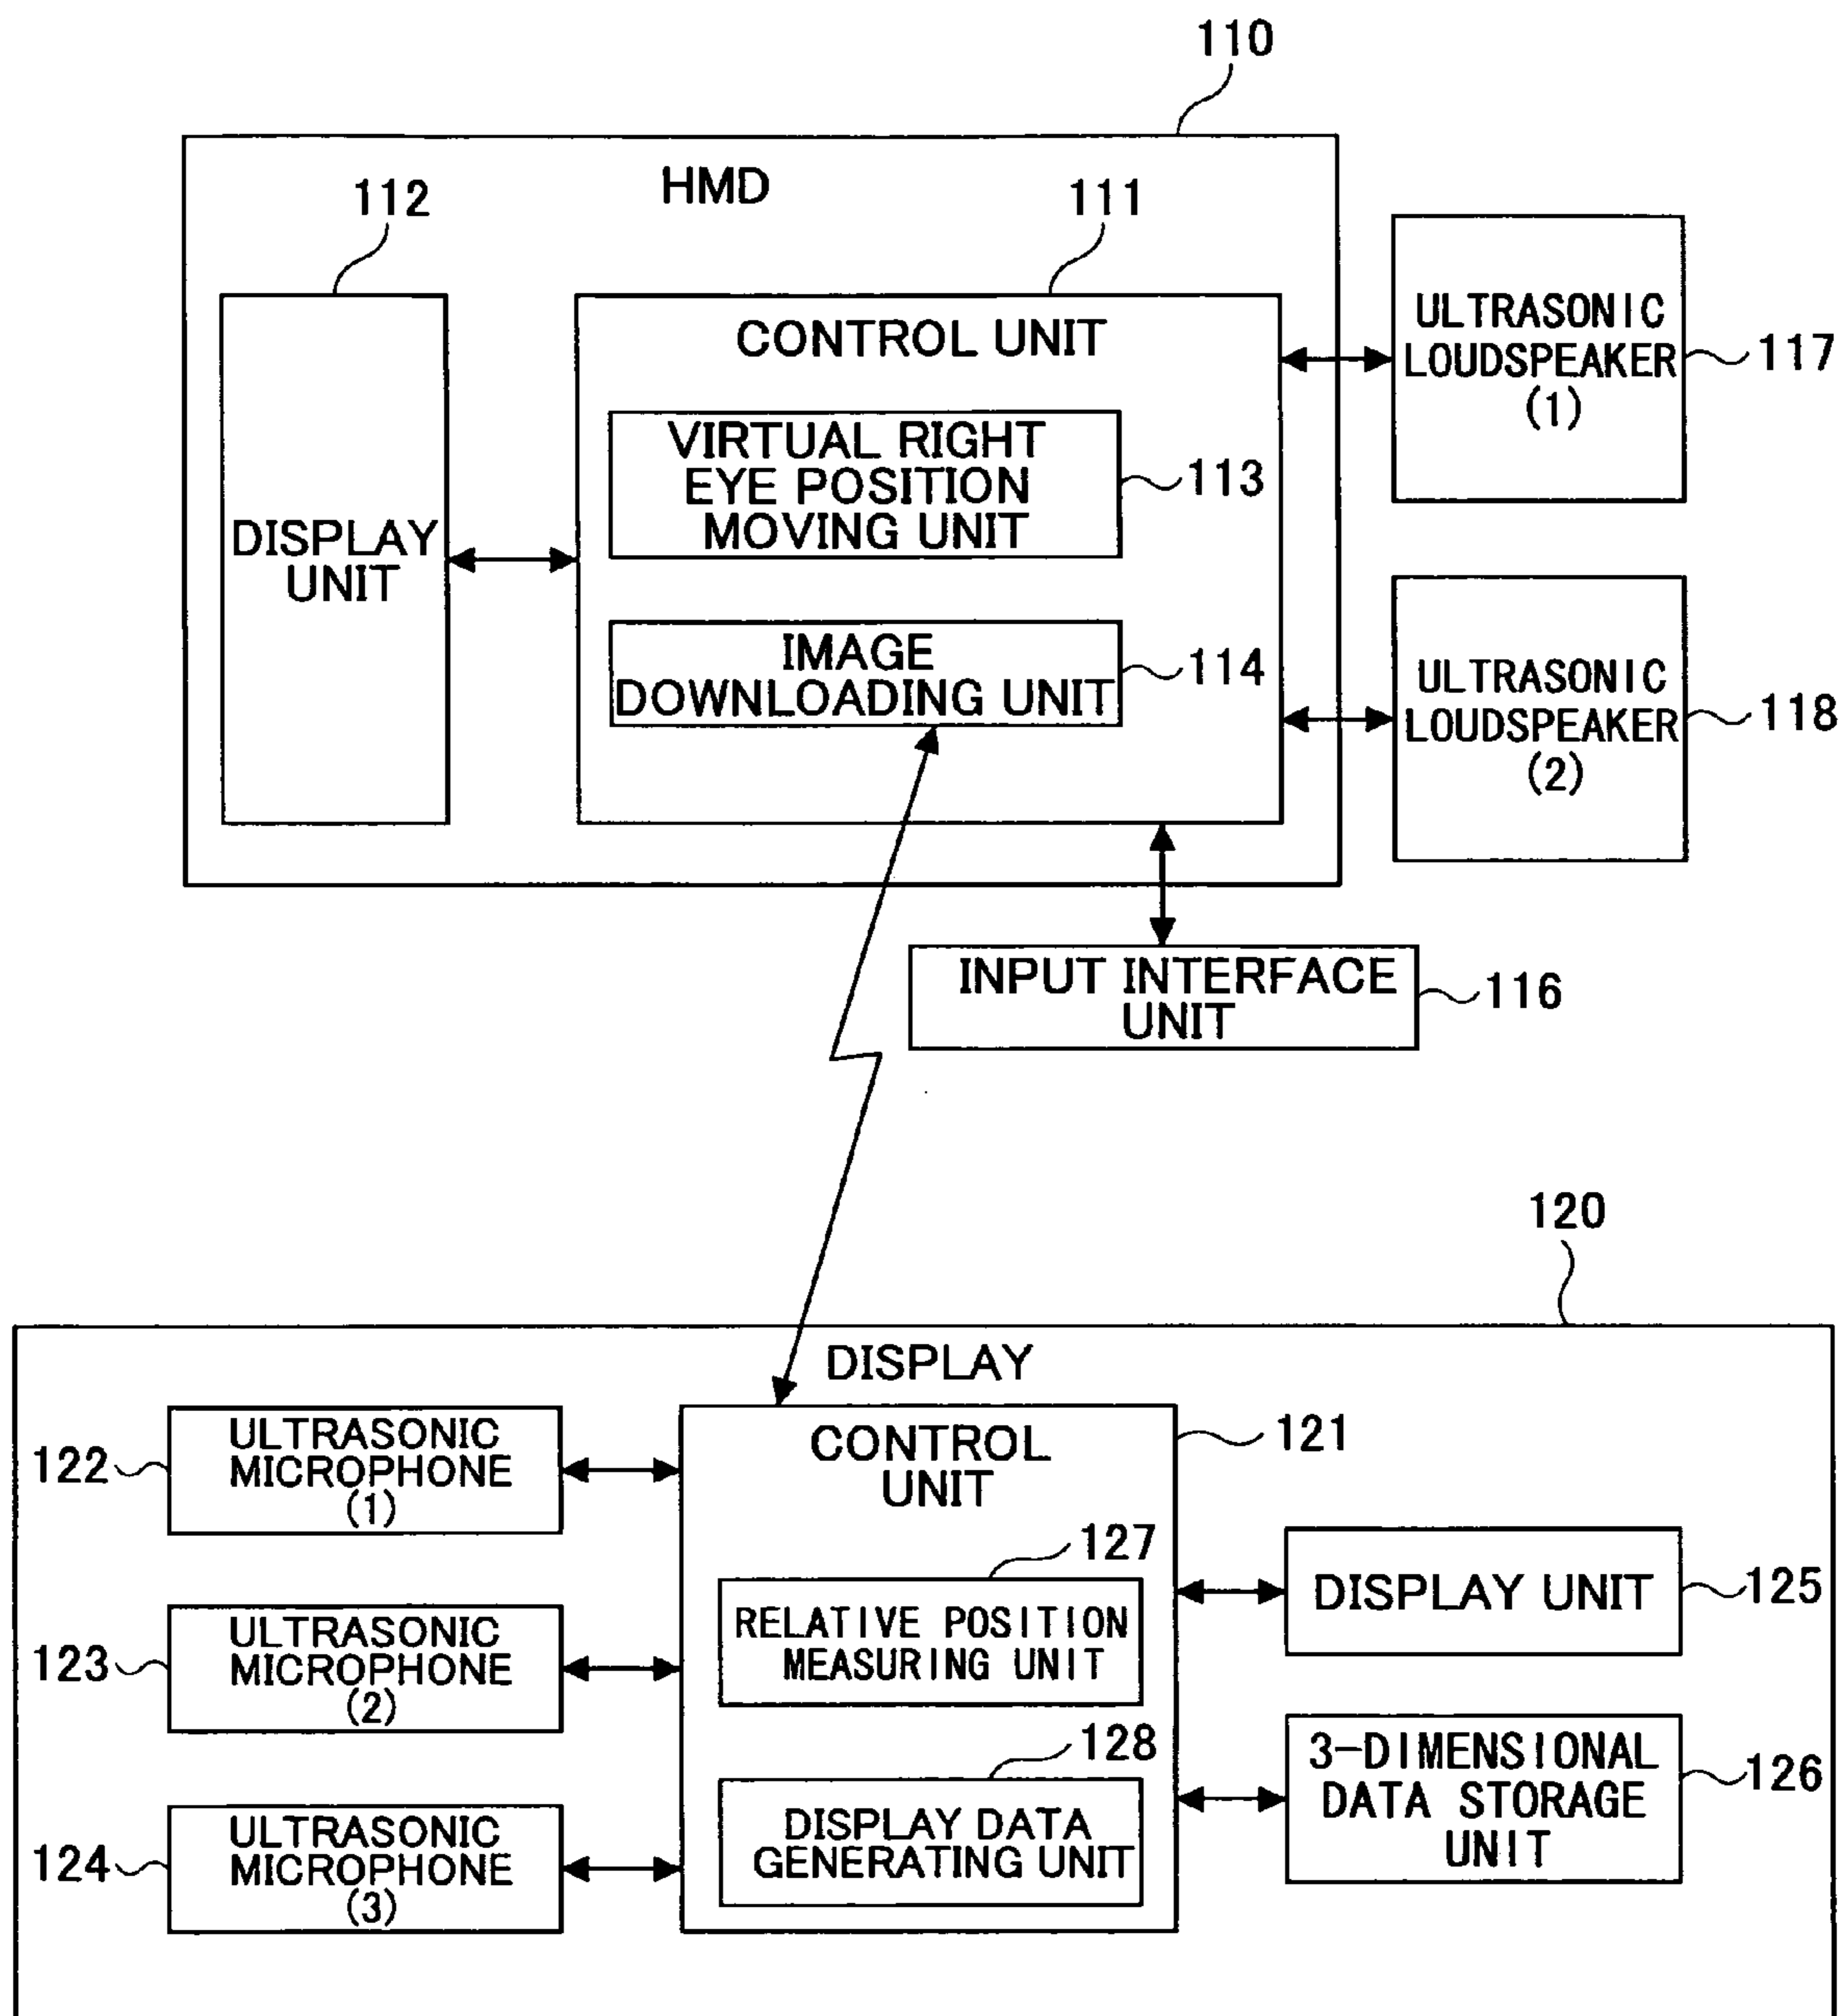 110
HMD
112
111
DISPLAY
UNIT
CONTROL UNIT
VIRTUAL RIGHT
EYE POSITION
MOVING UNIT
113
IMAGE
DOWNLOADING UNIT
114
ULTRASONIC
LOUDSPEAKER
(1)
117
ULTRASONIC
LOUDSPEAKER
(2)
118
INPUT INTERFACE
UNIT
116
120
DISPLAY
122
ULTRASONIC
MICROPHONE
(1)
123
ULTRASONIC
MICROPHONE
(2)
124
ULTRASONIC
MICROPHONE
(3)
CONTROL
UNIT
121
127
RELATIVE POSITION
MEASURING UNIT
128
DISPLAY DATA
GENERATING UNIT
DISPLAY UNIT
125
3-DIMENSIONAL
DATA STORAGE
UNIT
126